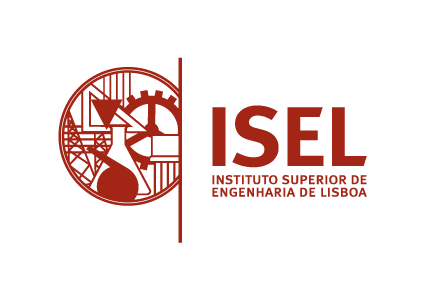 ISEL
INSTITUTO SUPERIOR DE
ENGENHARIA DE LISBOA